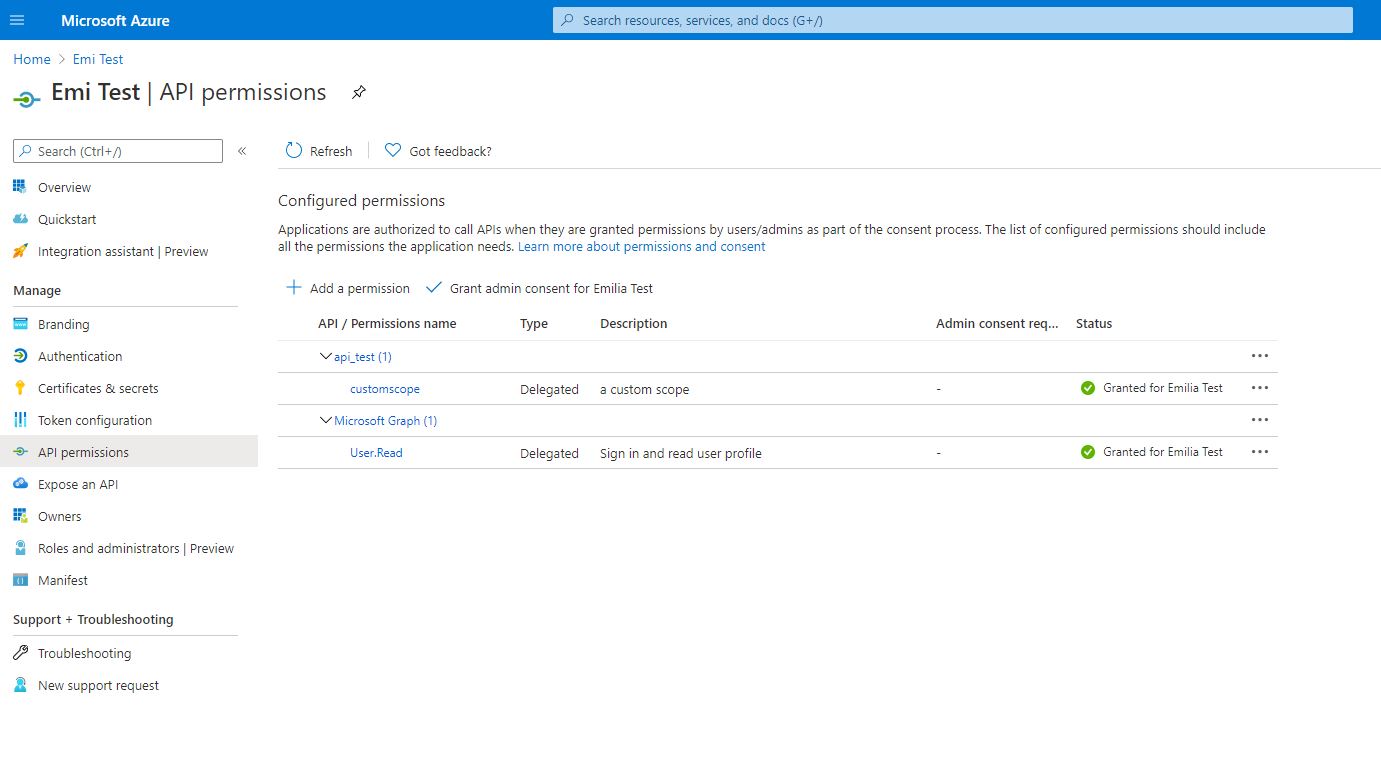 Microsoft Azure
Search resources, services, and docs (G+/)
Home > Emi Test
Emi Test | API permissions
Search (Ctrl+/)
«
Overview
Quickstart
Integration assistant | Preview
Manage
Branding
Authentication
Certificates & secrets
Token configuration
API permissions
Expose an API
Owners
Roles and administrators | Preview
Manifest
Support + Troubleshooting
Troubleshooting
New support request
Refresh | Got feedback?
Configured permissions
Applications are authorized to call APIs when they are granted permissions by users/admins as part of the consent process. The list of configured permissions should include
all the permissions the application needs. Learn more about permissions and consent
Add a permission Grant admin consent for Emilia Test
API / Permissions name Type Description Admin consent req... Status
api_test (1) ...
customscope Delegated a custom scope - Granted for Emilia Test ...
Microsoft Graph (1) ...
User.Read Delegated Sign in and read user profile - Granted for Emilia Test ...